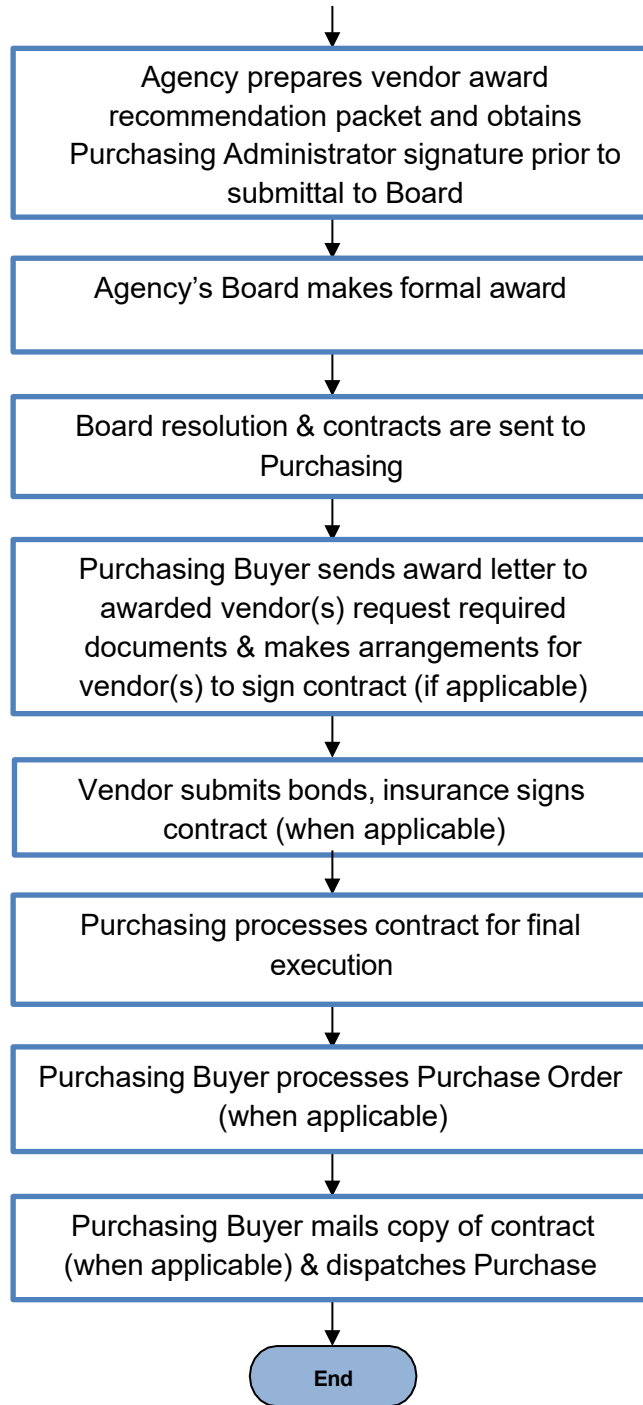 Agency prepares vendor award
recommendation packet and obtains
Purchasing Administrator signature prior to
submittal to Board
Agency’s Board makes formal award
Board resolution & contracts are sent to
Purchasing
Purchasing Buyer sends award letter to
awarded vendor(s) request required
documents & makes arrangements for
vendor(s) to sign contract (if applicable)
Vendor submits bonds, insurance signs
contract (when applicable)
Purchasing processes contract for final
execution
Purchasing Buyer processes Purchase Order
(when applicable)
Purchasing Buyer mails copy of contract
(when applicable) & dispatches Purchase
End